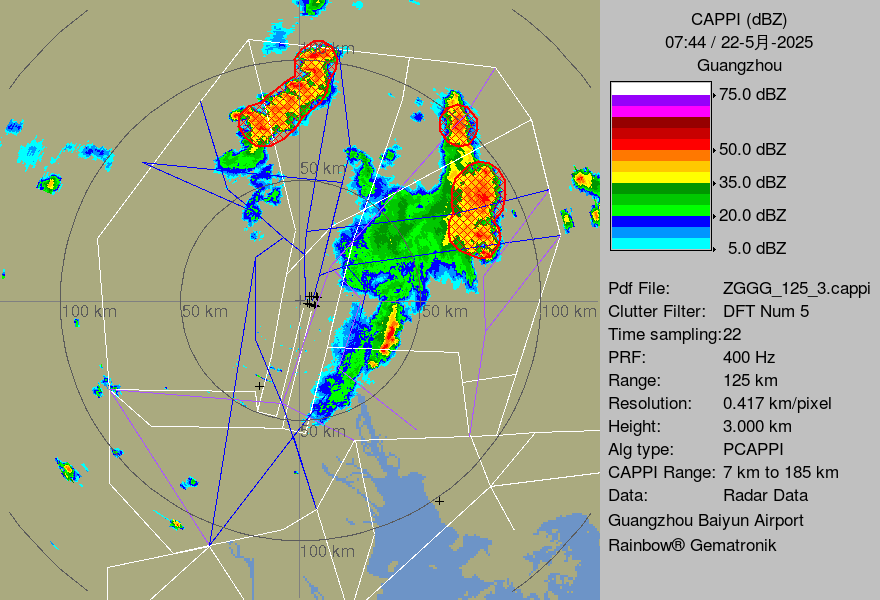 CAPPI (dBZ)
07:44 / 22-5月-2025
Guangzhou
75.0 dBZ
50.0 dBZ
35.0 dBZ
20.0 dBZ
5.0 dBZ
Pdf File: ZGGG_125_3.cappi
Clutter Filter: DFT Num 5
Time sampling:22
PRF: 400 Hz
Range: 125 km
Resolution: 0.417 km/pixel
Height: 3.000 km
Alg type: PCAPPI
CAPPI Range: 7 km to 185 km
Data: Radar Data
Guangzhou Baiyun Airport
Rainbow® Gematronik
km
50 km
100 km
50 km
50 km
100 km
50 km
100 km